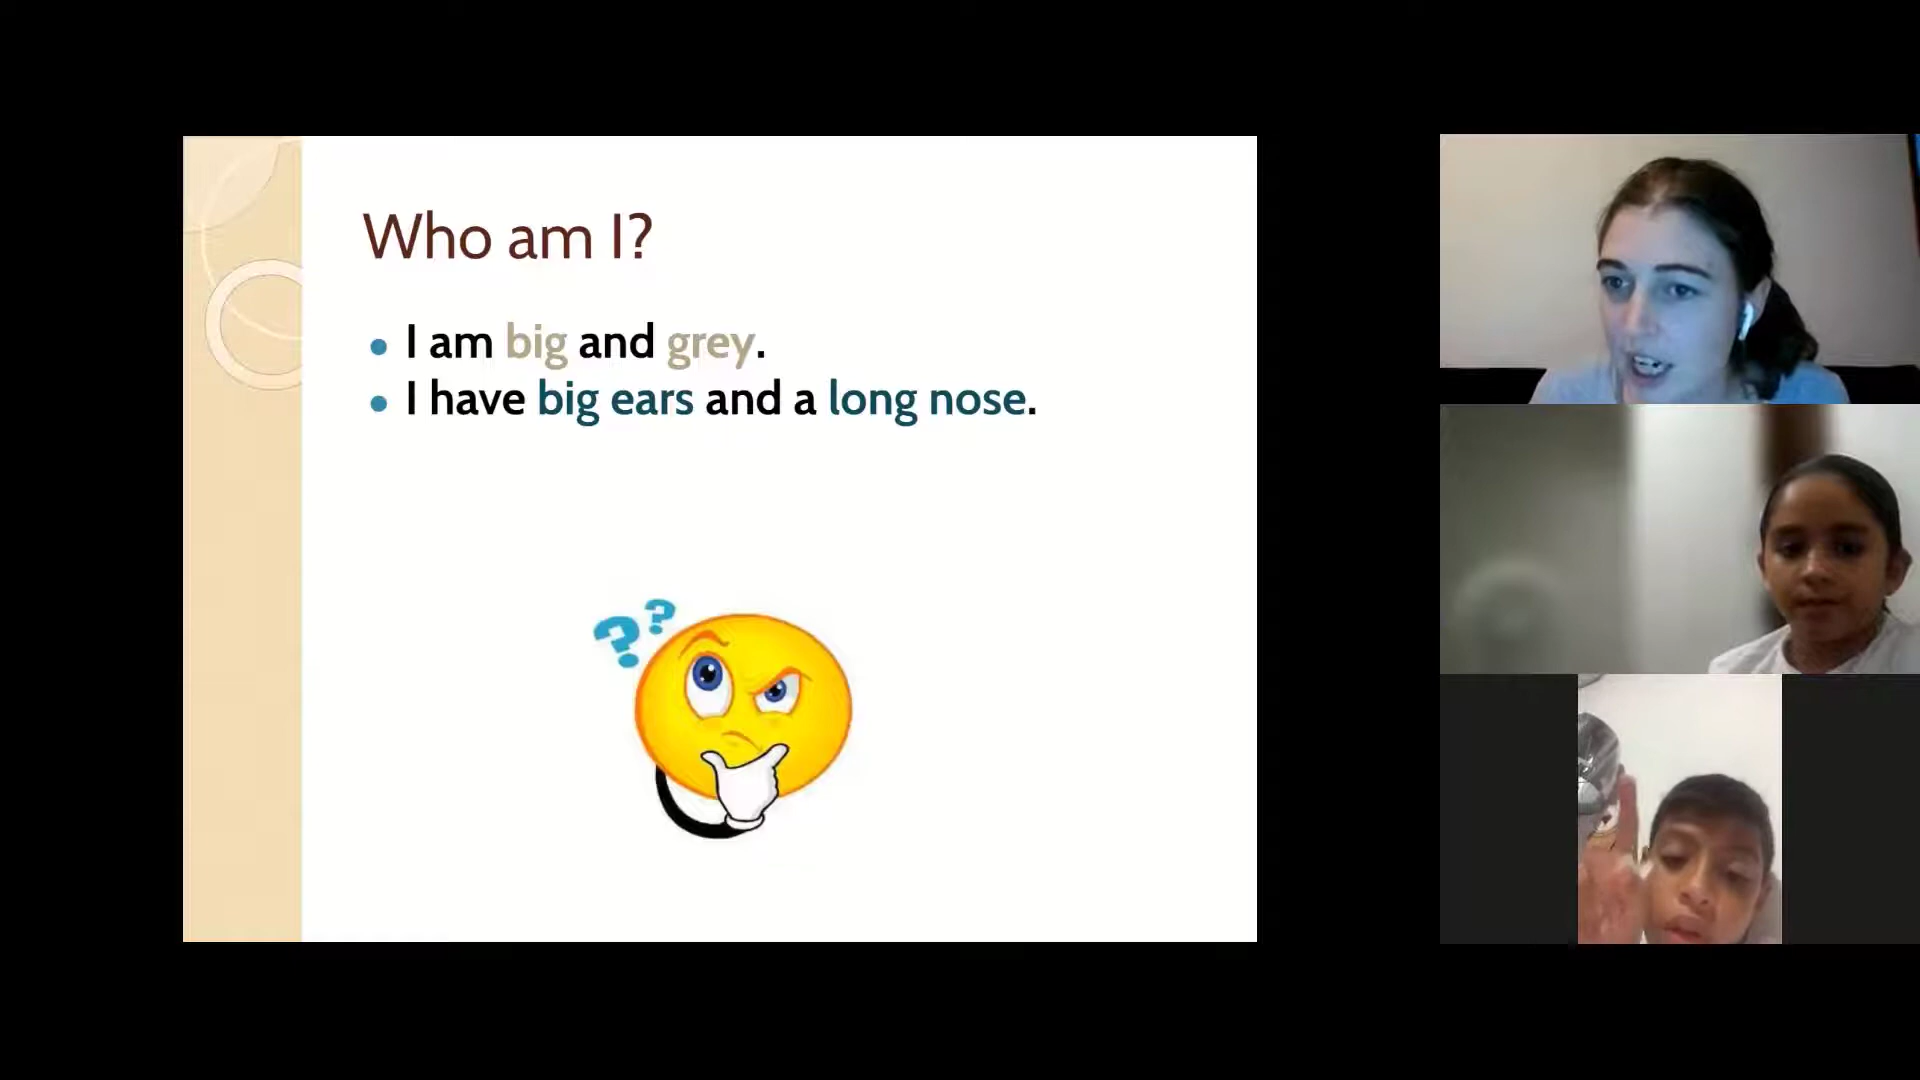 Who am I?
I am big and grey.
I have big ears and a long nose.
??